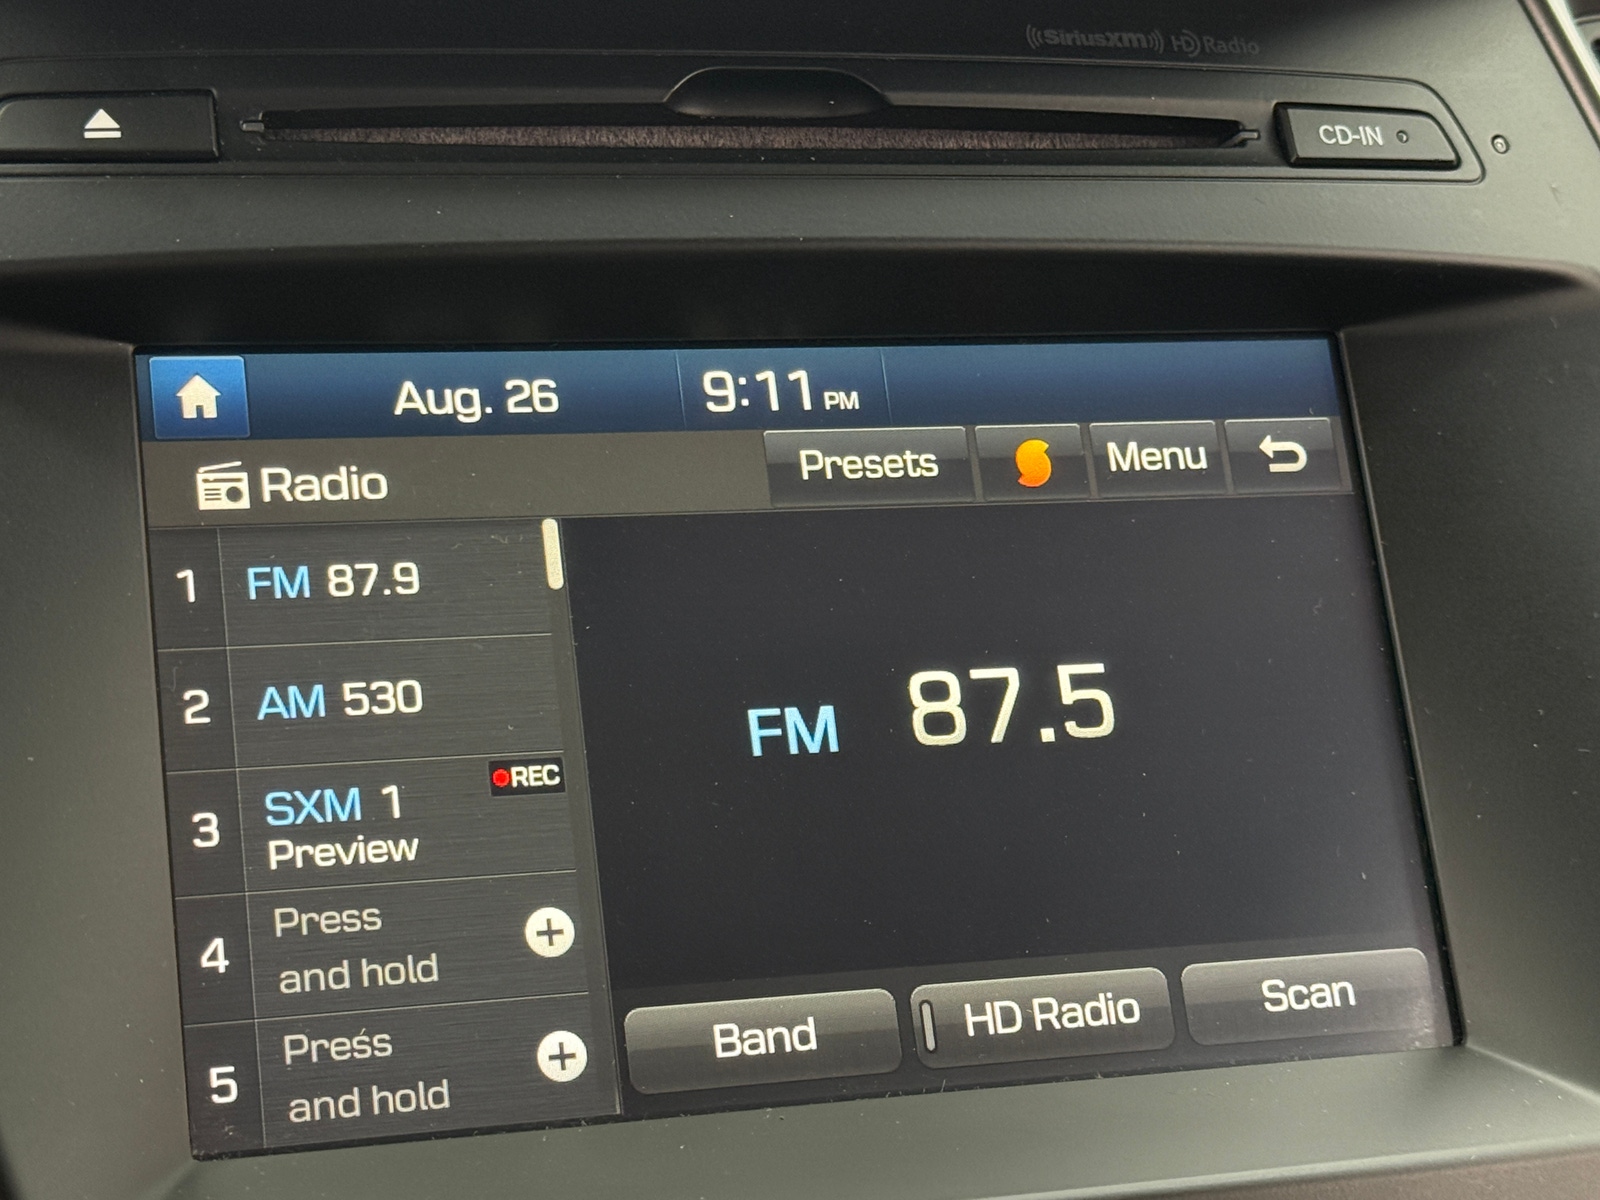 SiriusXM HD Radio
CD-IN
Aug. 26 9:11 PM
Radio Presets Menu
1 FM 87.9
2 AM 530
3 SXM 1 REC
Preview
4 Press
and hold
5 Press
and hold
FM 87.5
Band HD Radio Scan